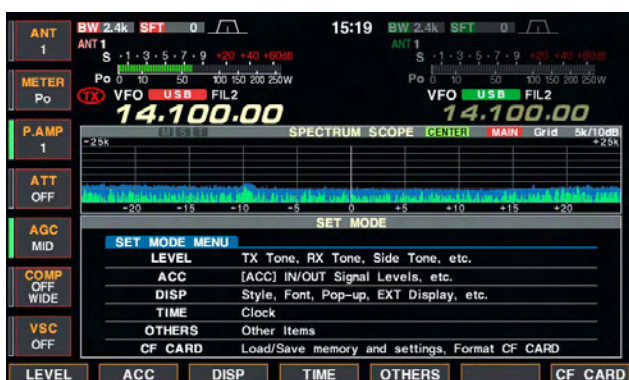 ANT
1
METER
Po
P.AMP
1
ATT
OFF
AGC
MID
COMP
OFF
WIDE
VSC
OFF
BW 2.4k SFT 0
15:19
BW 2.4k SFT 0
ANT1
S ·1·3·5·7·9 +20 +40 +60dB
Po 0 10 50 100 150 200 250W
TX VFO USB FIL2
14.100.00
ANT1
S ·1·3·5·7·9 +20 +40 +60dB
Po 0 10 50 100 150 200 250W
VFO USB FIL2
14.100.00
SPECTRUM SCOPE CENTER MAIN Grid 5k/10dB
-25k +25k
-20 -15 -10 -5 0 +5 +10 +15 +20
SET MODE
SET MODE MENU
LEVEL TX Tone, RX Tone, Side Tone, etc.
ACC [ACC] IN/OUT Signal Levels, etc.
DISP Style, Font, Pop-up, EXT Display, etc.
TIME Clock
OTHERS Other Items
CF CARD Load/Save memory and settings, Format CF CARD
LEVEL ACC DISP TIME OTHERS CF CARD